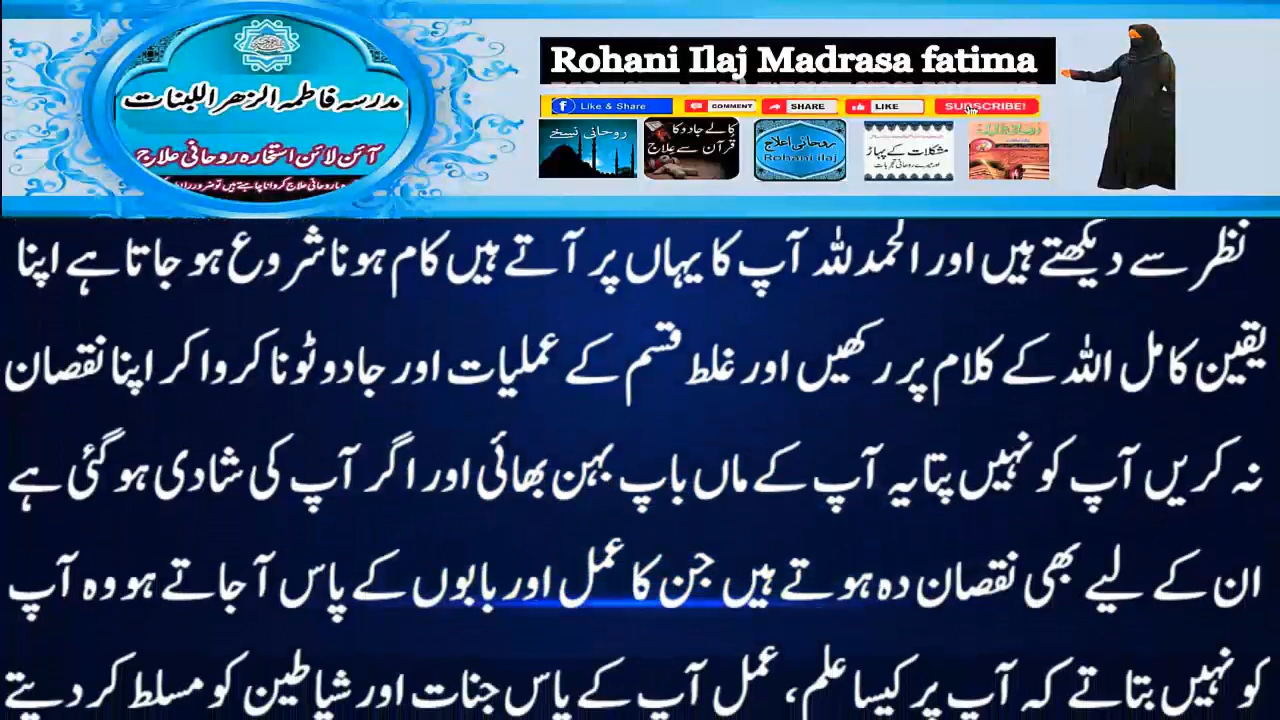 مدرسہ فاطمہ الزھرا للبنات
آئن لائن استخارہ روحانی علاج
Rohani Ilaj Madrasa fatima
Like & Share
COMMENT
SHARE
LIKE
SUBSCRIBE!
روحانی نسخے
کالے جادو کا
قرآن سے علاج
روحانی علاج
Rohani ilaj
مشکلات کے پہاڑ
نظر سے دیکھتے ہیں اور الحمدللہ آپ کا یہاں پر آتے ہیں کام ہونا شروع ہو جاتا ہے اپنا
یقین کامل اللہ کے کلام پر رکھیں اور غلط قسم کے عملیات اور جادو ٹونا کروا کر اپنا نقصان
نہ کریں آپ کو نہیں پتا یہ آپ کے ماں باپ بہن بھائی اور اگر آپ کی شادی ہو گئی ہے
ان کے لیے بھی نقصان دہ ہوتے ہیں جن کا عمل اور بابوں کے پاس آ جاتے ہو وہ آپ
کو نہیں بتاتے کہ آپ پر کیسا علم، عمل آپ کے پاس جنات اور شیاطین کو مسلط کر دیتے